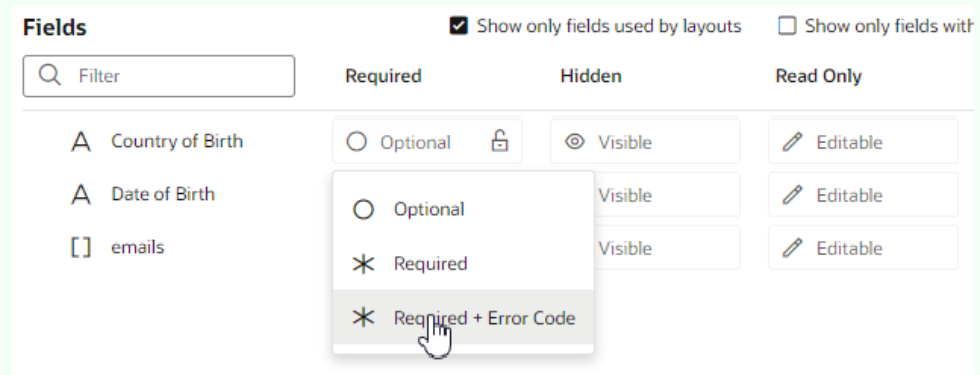 Fields
Show only fields used by layouts
Show only fields with
Filter
Required
Hidden
Read Only
A Country of Birth
Optional
Visible
Editable
A Date of Birth
Visible
Editable
[] emails
Visible
Editable
Optional
Required
Required + Error Code